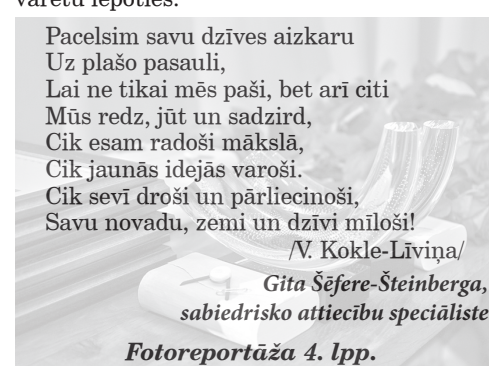 varētu lepoties.
Pacelsim savu dzīves aizkaru
Uz plašo pasauli,
Lai ne tikai mēs paši, bet arī citi
Mūs redz, jūt un sadzird,
Cik esam radoši mākslā,
Cik jaunās idejās varoši.
Cik sevī droši un pārliecinoši,
Savu novadu, zemi un dzīvi mīloši!
/V. Kokle-Līviņa/
Gita Šēfere-Šteinberga,
sabiedrisko attiecību speciāliste
Fotoreportāža 4. lpp.